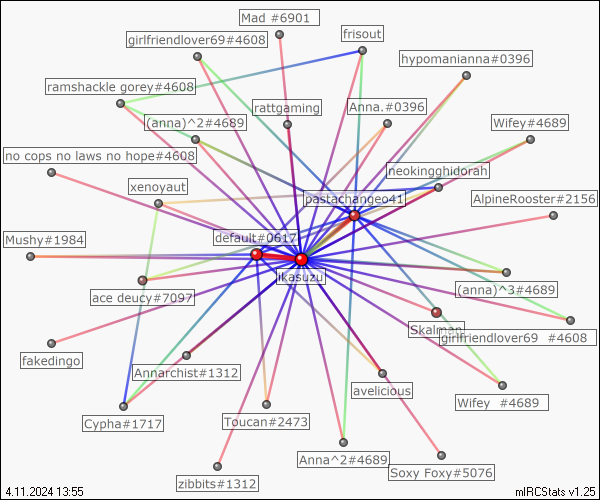 Mad #6901
frisout
girlfriendlover69#4608
hypomanianna#0396
ramshackle gorey#4608
rattgaming
Anna.#0396
(anna)^2#4689
Wifey#4689
no cops no laws no hope#4608
neokingghidorah
xenoyaut
pastachangeo41
AlpineRooster#2156
default#0617
Mushy#1984
ikasuzu
ace deucy#7097
(anna)^3#4689
Skalman
girlfriendlover69 #4608
fakedingo
Annarchist#1312
avelicious
Wifey #4689
Cypha#1717
Toucan#2473
Anna^2#4689
Soxy Foxy#5076
zibbits#1312
4.11.2024 13:55
mIRCStats v1.25